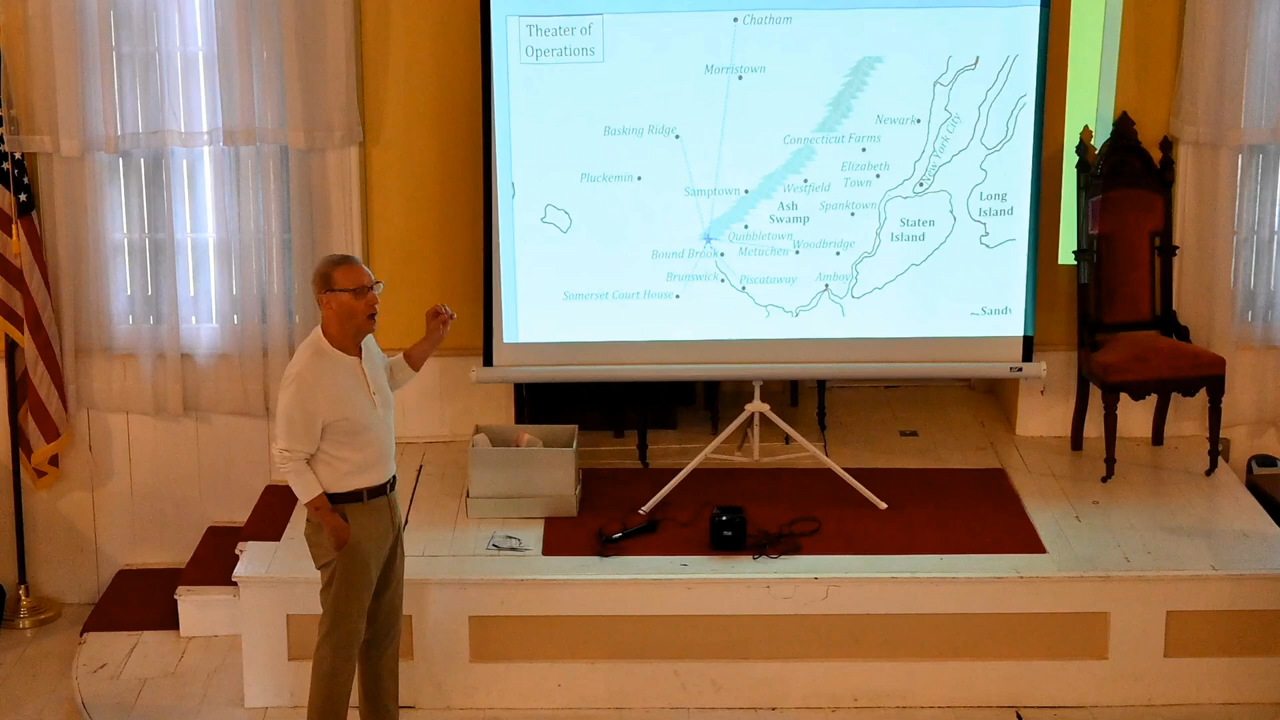 Theater of
Operations
Chatham
Morristown
Newark
Basking Ridge
Connecticut Farms
New York City
Elizabeth
Town
Pluckemin
Samptown
Westfield
Long
Island
Ash
Swamp
Spanktown
Staten
Island
Quibbletown
Bound Brook
Metuchen
Woodbridge
Brunswick
Piscataway
Amboy
Somerset Court House
Sandy